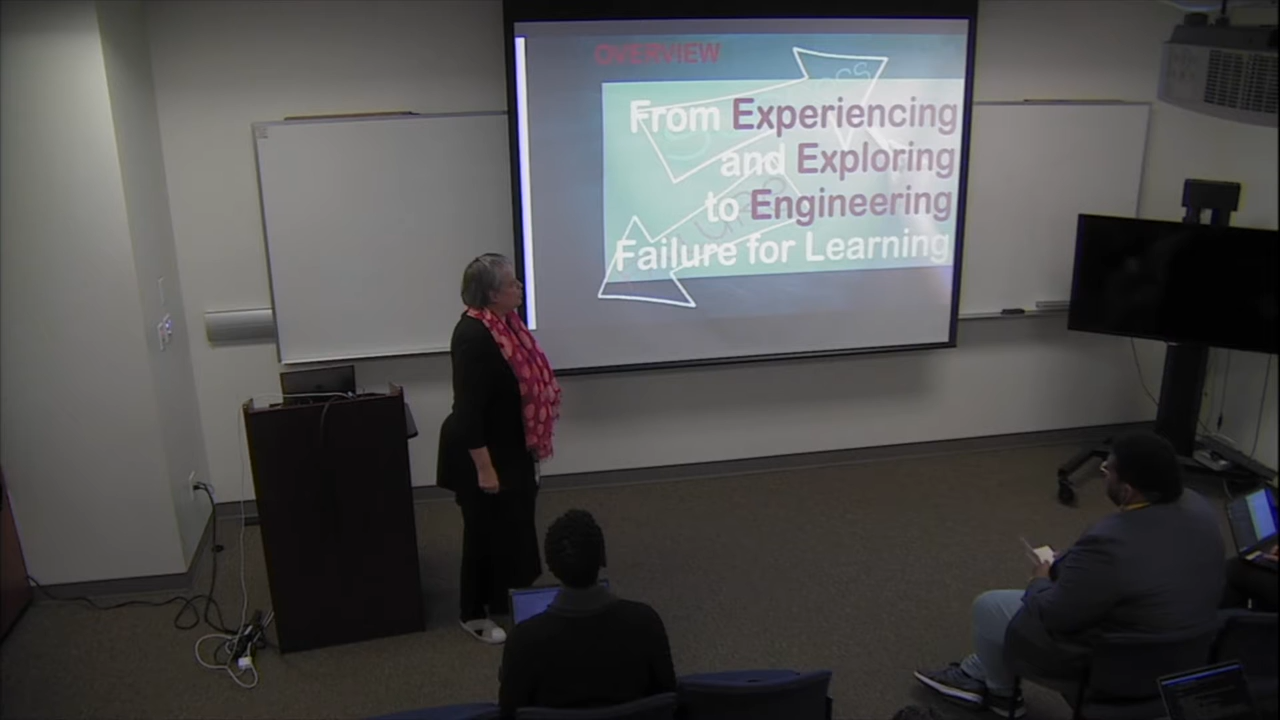 OVERVIEW
From Experiencing
and Exploring
to Engineering
Failure for Learning